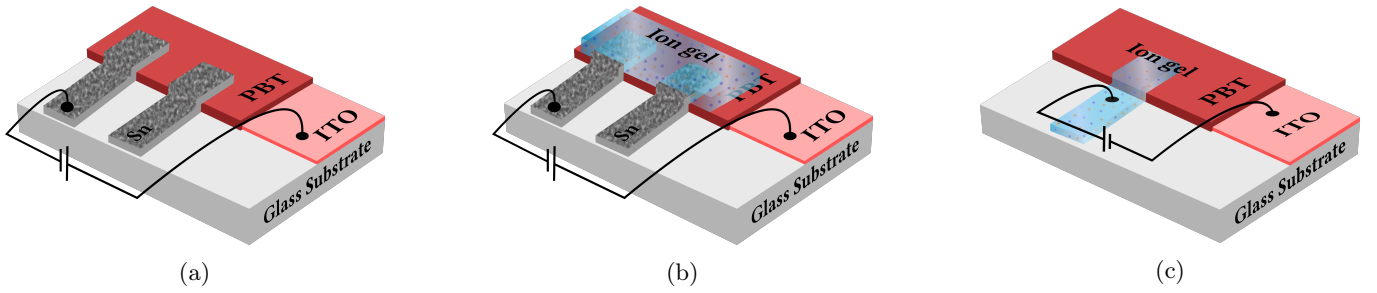 PBT
Sn
ITO
Glass Substrate
(a)
Ion gel
PBT
Sn
ITO
Glass Substrate
(b)
Ion gel
PBT
ITO
Glass Substrate
(c)